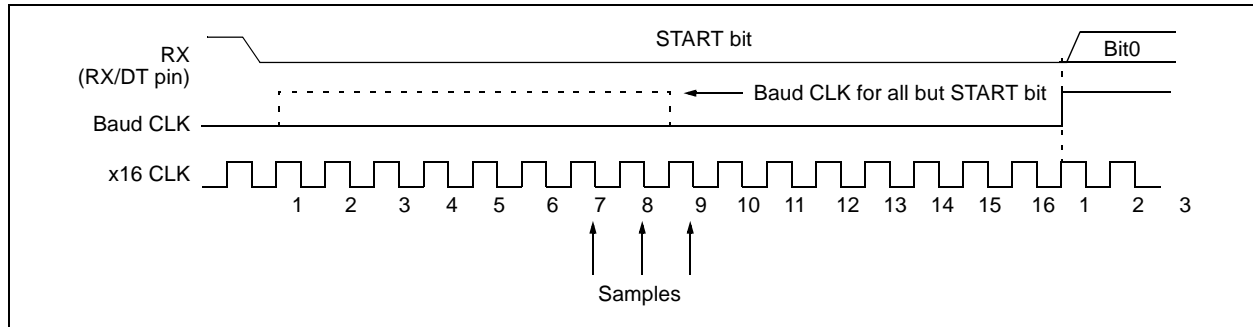 START bit
RX
(RX/DT pin)
Bit0
Baud CLK for all but START bit
Baud CLK
x16 CLK
1 2 3 4 5 6 7 8 9 10 11 12 13 14 15 16 1 2 3
Samples